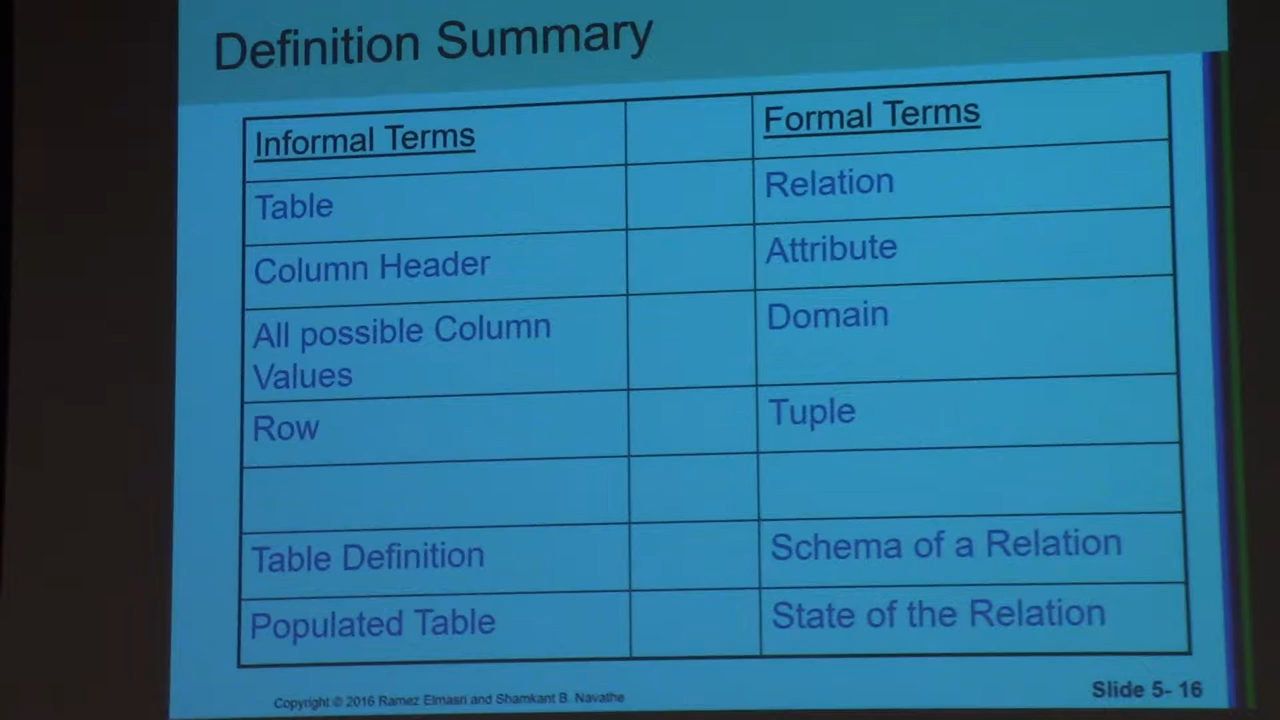 Definition Summary
Informal Terms Formal Terms
Table Relation
Column Header Attribute
All possible Column Domain
Values
Row Tuple
Table Definition Schema of a Relation
Populated Table State of the Relation
Copyright © 2016 Ramez Elmasri and Shamkant B. Navathe
Slide 5- 16